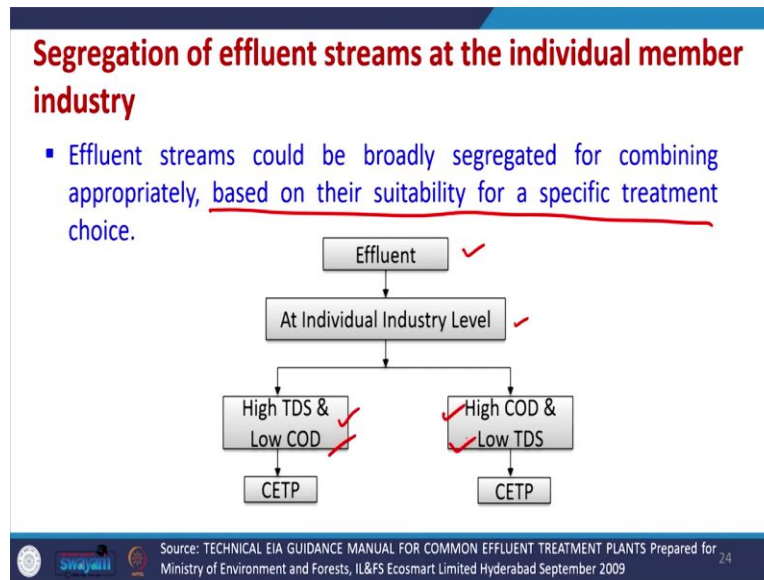 Segregation of effluent streams at the individual member
industry
▪ Effluent streams could be broadly segregated for combining
appropriately, based on their suitability for a specific treatment
choice.
Effluent
At Individual Industry Level
High TDS &
Low COD
High COD &
Low TDS
CETP
CETP
swayam
Source: TECHNICAL EIA GUIDANCE MANUAL FOR COMMON EFFLUENT TREATMENT PLANTS Prepared for
Ministry of Environment and Forests, IL&FS Ecosmart Limited Hyderabad September 2009
24